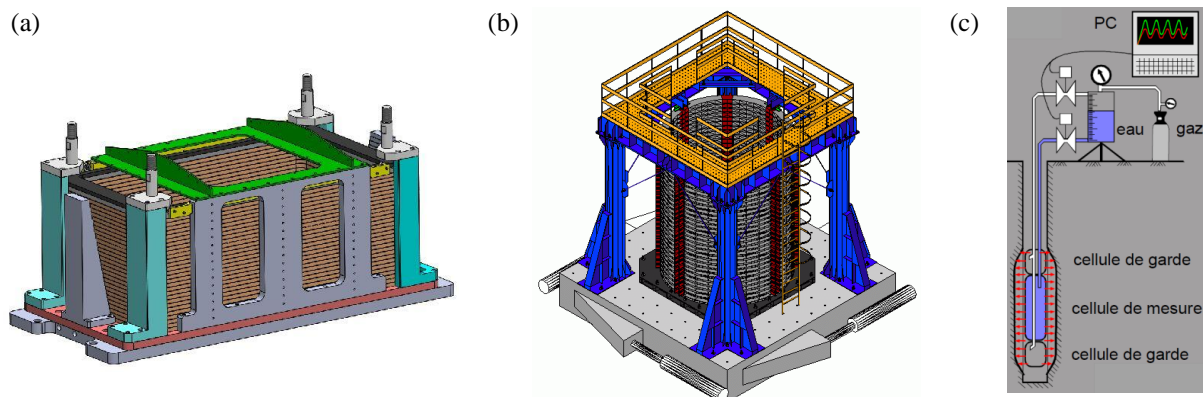 (a)
(b)
(c)
PC
eau
gaz
cellule de garde
cellule de mesure
cellule de garde